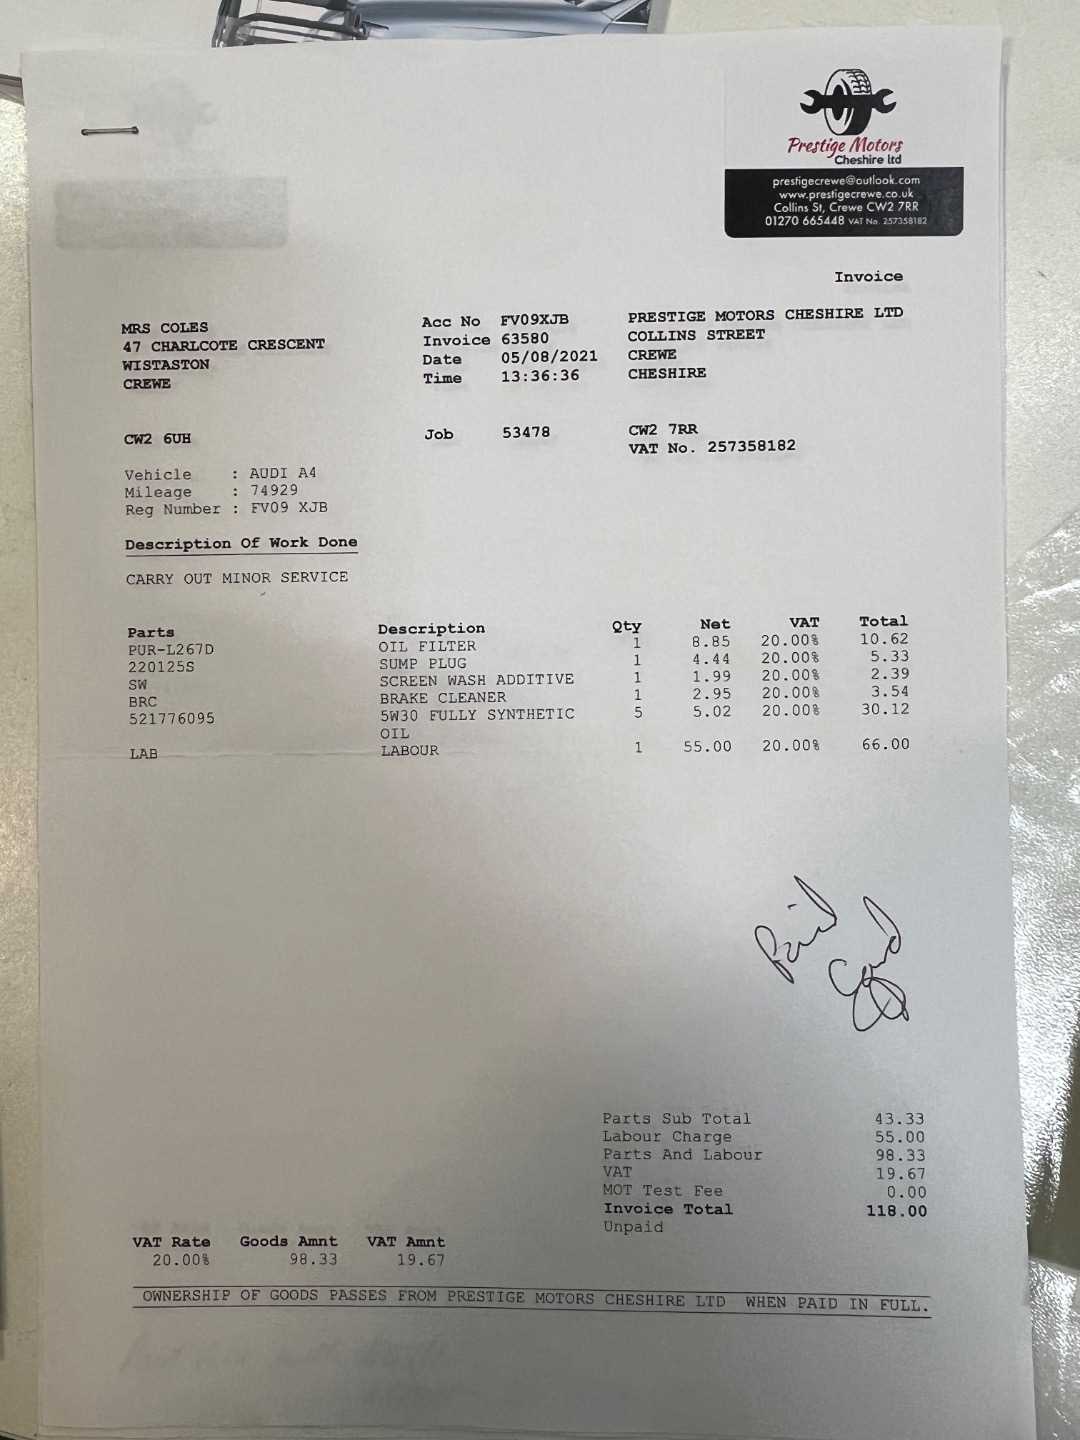 Prestige Motors
Cheshire ltd
prestigecrewe@outlook.com
www.prestigecrewe.co.uk
Collins St, Crewe CW2 7RR
01270 665448 VAT No. 257358182
Invoice
MRS COLES
47 CHARLCOTE CRESCENT
WISTASTON
CREWE
CW2 6UH
Acc No FV09XJB
Invoice 63580
Date 05/08/2021
Time 13:36:36
Job 53478
PRESTIGE MOTORS CHESHIRE LTD
COLLINS STREET
CREWE
CHESHIRE
CW2 7RR
VAT No. 257358182
Vehicle : AUDI A4
Mileage : 74929
Reg Number : FV09 XJB
Description Of Work Done
CARRY OUT MINOR SERVICE
Parts Description Qty Net VAT Total
PUR-L267D OIL FILTER 1 8.85 20.00% 10.62
220125S SUMP PLUG 1 4.44 20.00% 5.33
SW SCREEN WASH ADDITIVE 1 1.99 20.00% 2.39
BRC BRAKE CLEANER 1 2.95 20.00% 3.54
521776095 5W30 FULLY SYNTHETIC 5 5.02 20.00% 30.12
OIL
LAB LABOUR 1 55.00 20.00% 66.00
Paid
Card
Parts Sub Total 43.33
Labour Charge 55.00
Parts And Labour 98.33
VAT 19.67
MOT Test Fee 0.00
Invoice Total 118.00
Unpaid
VAT Rate Goods Amnt VAT Amnt
20.00% 98.33 19.67
OWNERSHIP OF GOODS PASSES FROM PRESTIGE MOTORS CHESHIRE LTD WHEN PAID IN FULL.